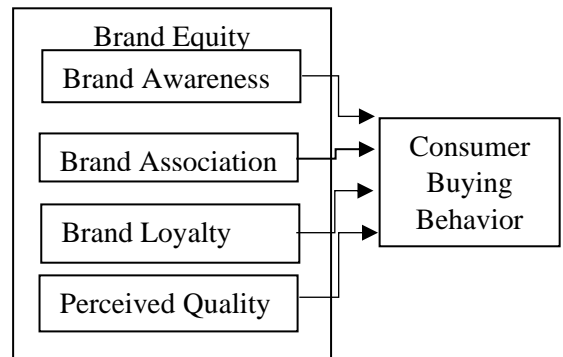 Brand Equity
Brand Awareness
Brand Association
Brand Loyalty
Perceived Quality
Consumer
Buying
Behavior